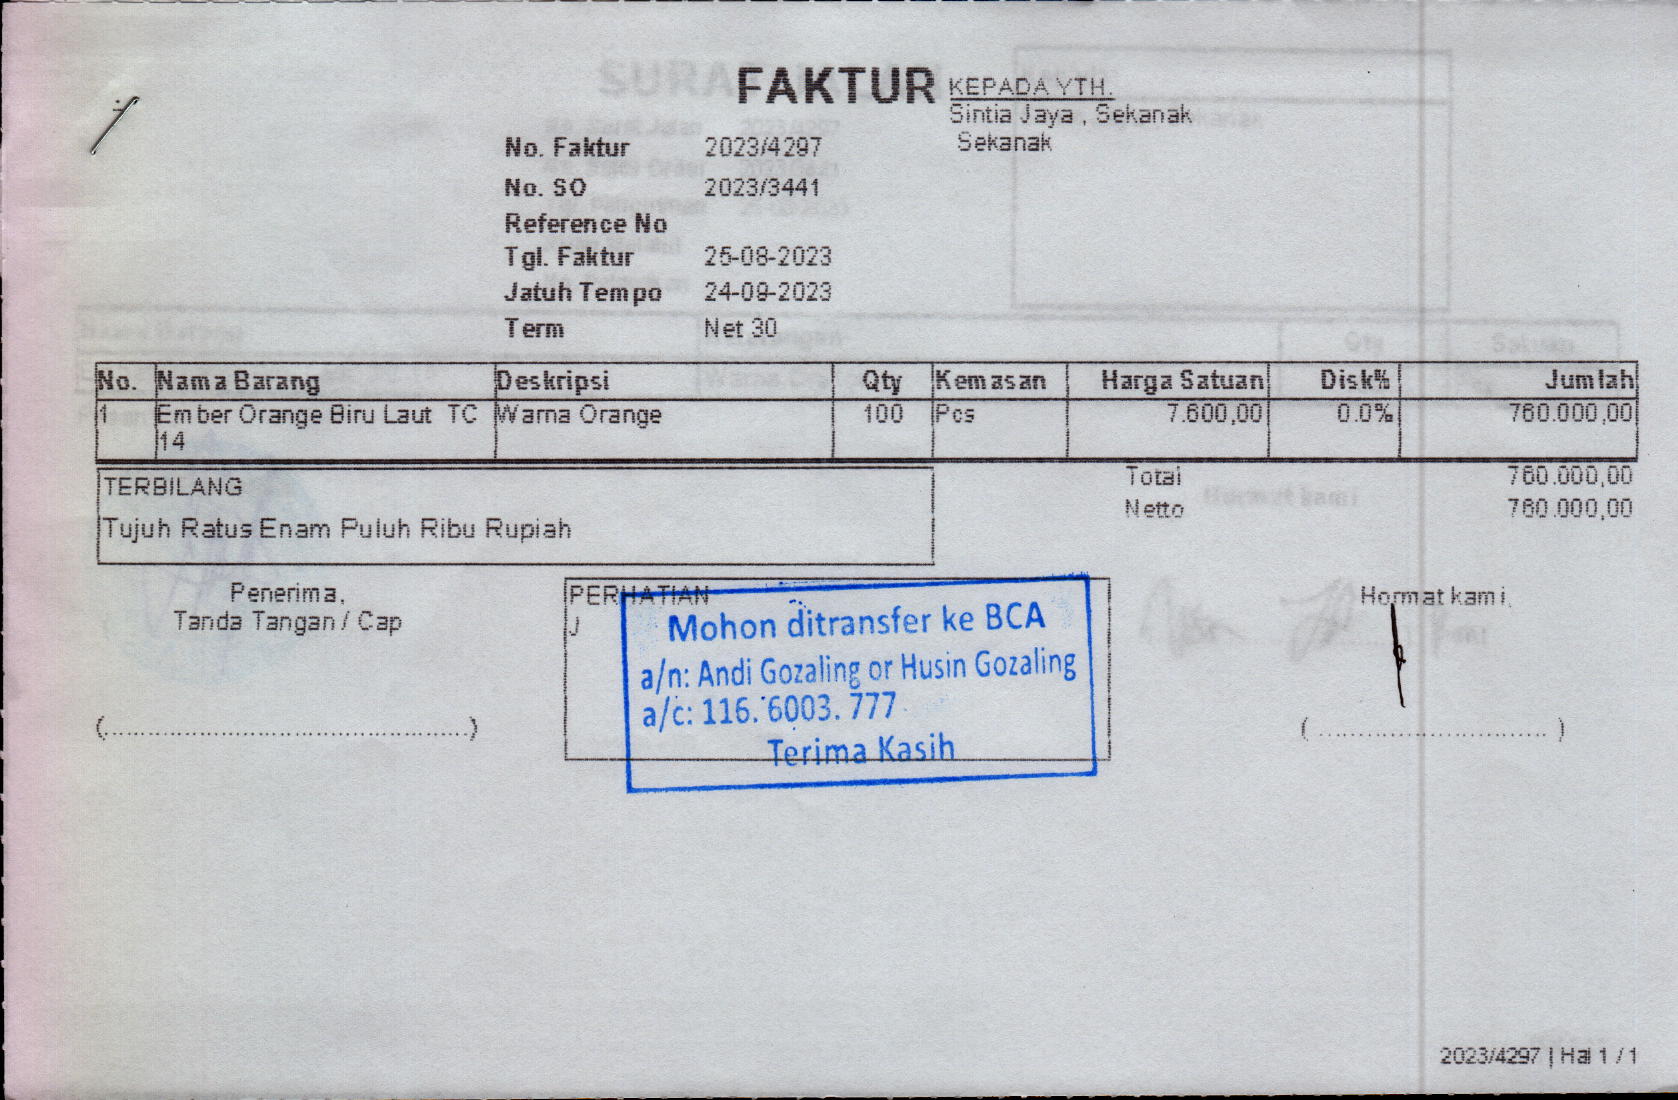 FAKTUR
KEPADA YTH.
Sintia Jaya , Sekanak
Sekanak
No. Faktur 2023/4297
No. SO 2023/3441
Reference No
Tgl. Faktur 25-08-2023
Jatuh Tempo 24-09-2023
Term Net 30
No. Nama Barang Deskripsi Qty Kemasan Harga Satuan Disk% Jumlah
1 Ember Orange Biru Laut TC Warna Orange 100 Pcs 7.600,00 0.0% 760.000,00
14
Total 760.000,00
Netto 760.000,00
TERBILANG
Tujuh Ratus Enam Puluh Ribu Rupiah
Penerima,
Tanda Tangan / Cap
(..............................................)
PERHATIAN
J
Mohon ditransfer ke BCA
a/n: Andi Gozaling or Husin Gozaling
a/c: 116. 6003. 777
Terima Kasih
Hormat kami,
( ............................. )
2023/4297 | Hal 1 / 1